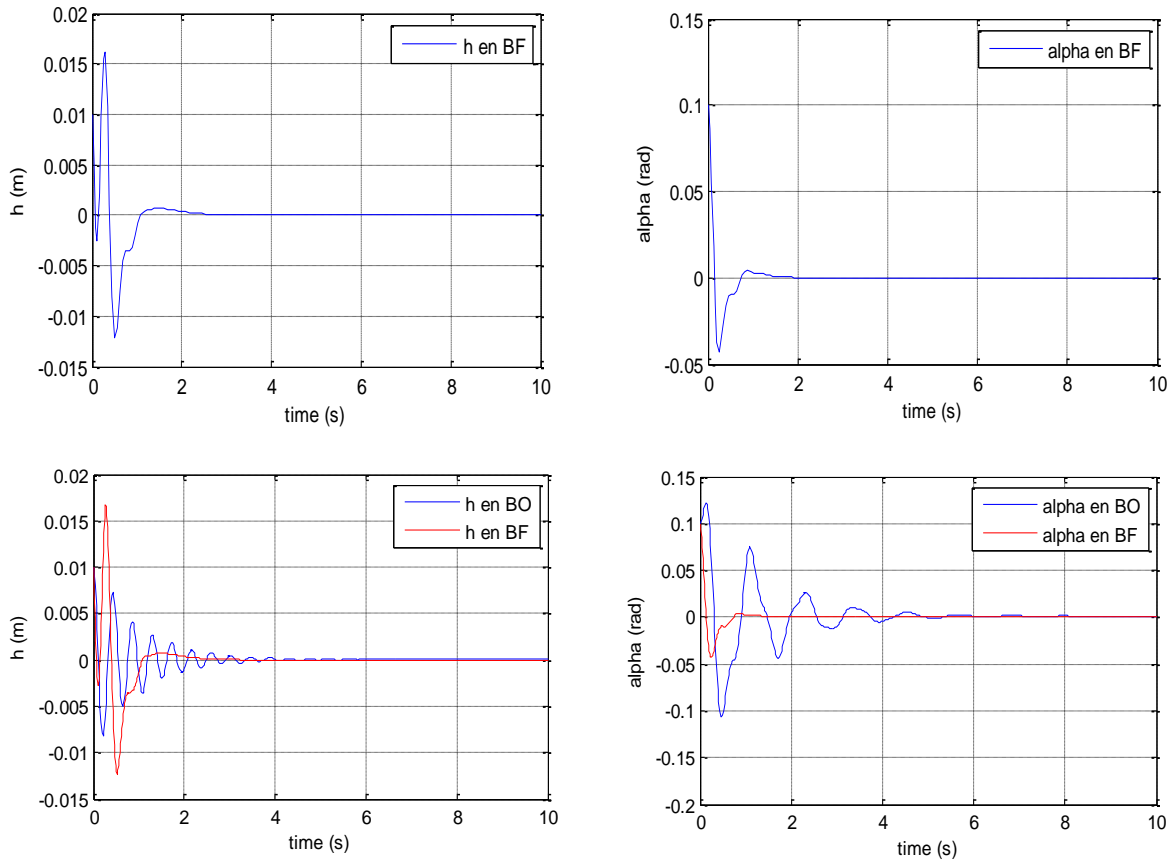 0.02
0.015
0.01
0.005
0
-0.005
-0.01
-0.015
h (m)
h en BF
0 2 4 6 8 10
time (s)
0.15
0.1
0.05
0
-0.05
alpha (rad)
alpha en BF
0 2 4 6 8 10
time (s)
0.02
0.015
0.01
0.005
0
-0.005
-0.01
-0.015
h (m)
h en BO
h en BF
0 2 4 6 8 10
time (s)
0.15
0.1
0.05
0
-0.05
-0.1
-0.15
-0.2
alpha (rad)
alpha en BO
alpha en BF
0 2 4 6 8 10
time (s)